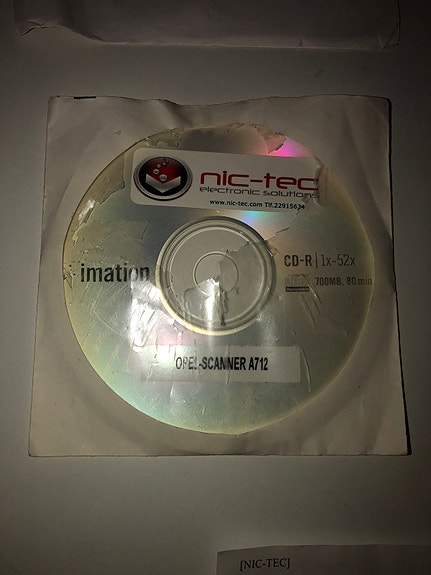 nic-tec
electronic solutions
www.nic-tec.com Tlf.22915634
imation
CD-R | 1x-52x
700MB, 80 min
OPEL-SCANNER A712
[NIC-TEC]